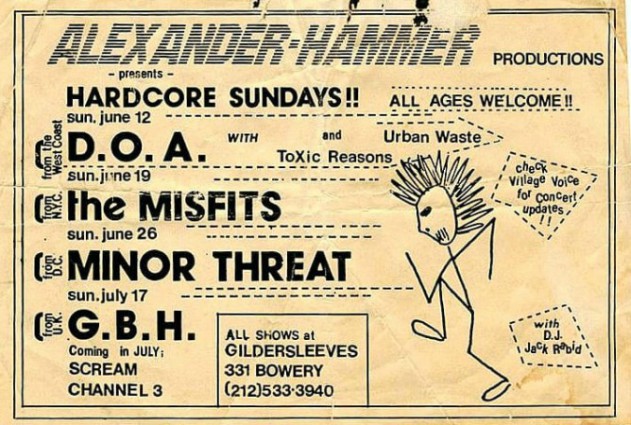 ALEXANDER-HAMMER PRODUCTIONS
- presents -
HARDCORE SUNDAYS!! ALL AGES WELCOME!!
sun. june 12
from the West Coast
D.O.A. WITH ToXic Reasons and Urban Waste
sun. june 19
from N.Y.C.
the MISFITS
sun. june 26
from D.C.
MINOR THREAT
sun. july 17
from U.K.
G.B.H.
Coming in JULY;
SCREAM
CHANNEL 3
ALL SHOWS at
GILDERSLEEVES
331 BOWERY
(212)533-3940
check
Village Voice
for concert
updates
!!
with
D.J.
Jack Rabid